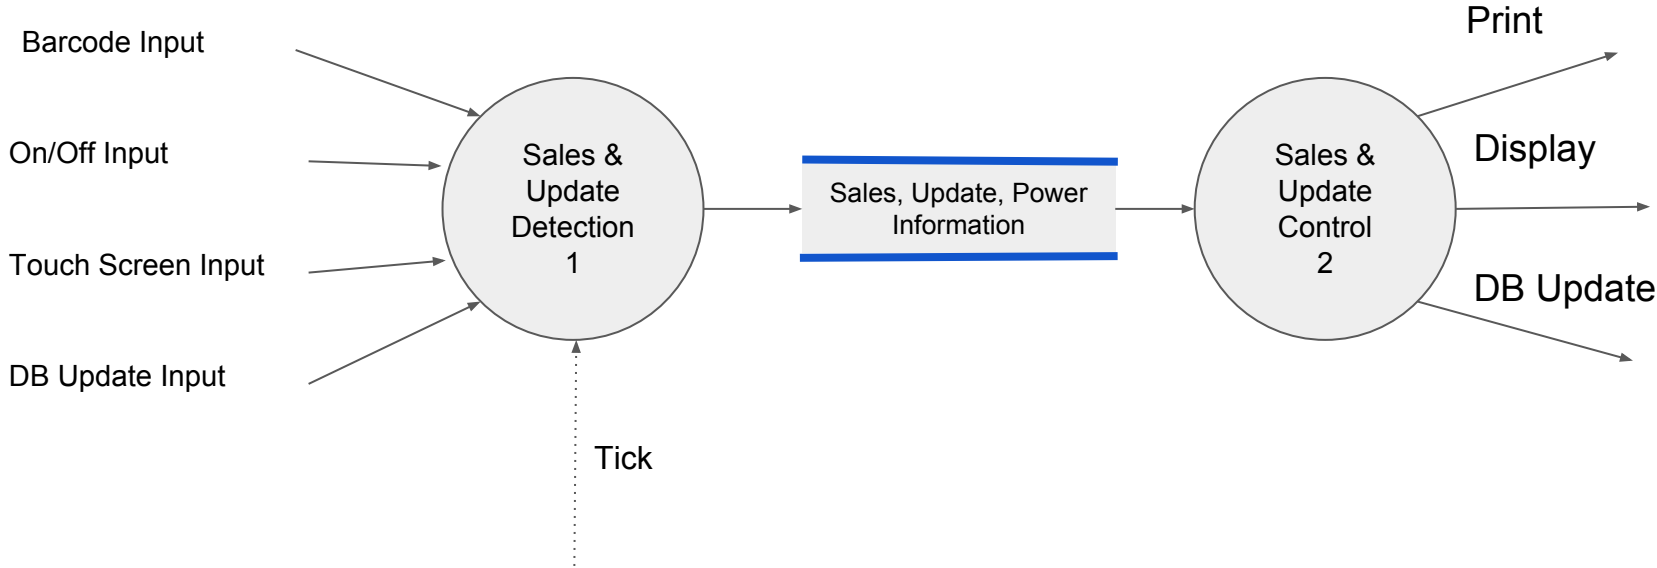 Barcode Input
On/Off Input
Touch Screen Input
DB Update Input
Sales &
Update
Detection
1
Tick
Sales, Update, Power
Information
Sales &
Update
Control
2
Print
Display
DB Update